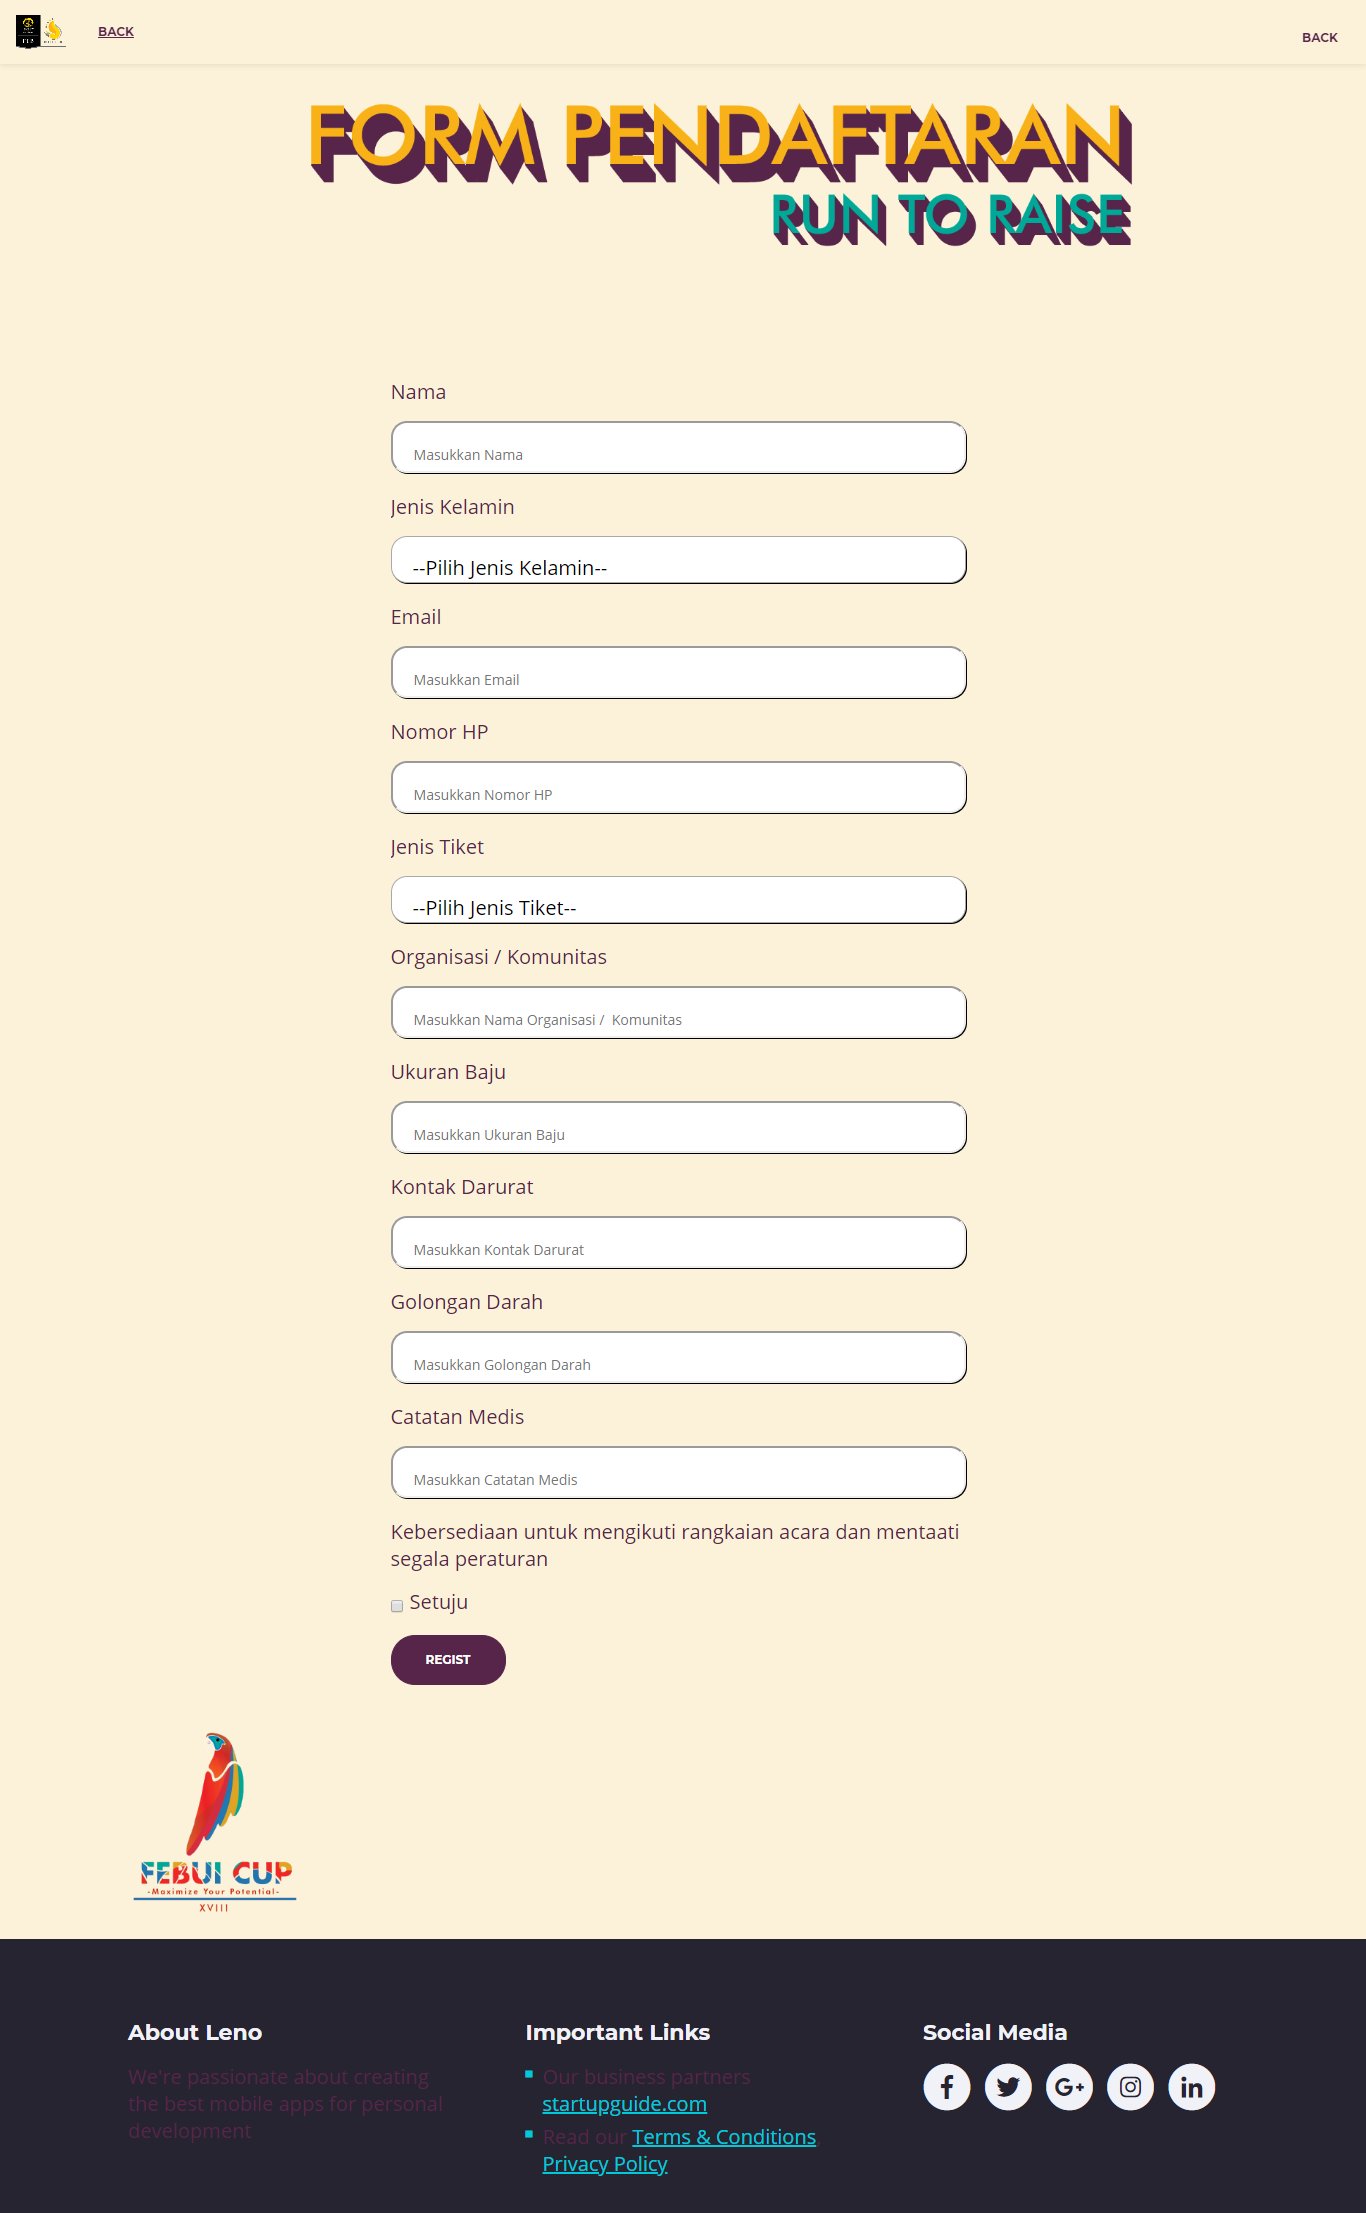 BACK
BACK
FORM PENDAFTARAN
RUN TO RAISE
Nama
Masukkan Nama
Jenis Kelamin
--Pilih Jenis Kelamin--
Email
Masukkan Email
Nomor HP
Masukkan Nomor HP
Jenis Tiket
--Pilih Jenis Tiket--
Organisasi / Komunitas
Masukkan Nama Organisasi / Komunitas
Ukuran Baju
Masukkan Ukuran Baju
Kontak Darurat
Masukkan Kontak Darurat
Golongan Darah
Masukkan Golongan Darah
Catatan Medis
Masukkan Catatan Medis
Kebersediaan untuk mengikuti rangkaian acara dan mentaati
segala peraturan
Setuju
REGIST
FEBUI CUP
-Maximize Your Potential-
XVIII
About Leno
We're passionate about creating
the best mobile apps for personal
development
Important Links
Our business partners
startupguide.com
Read our Terms & Conditions
Privacy Policy
Social Media